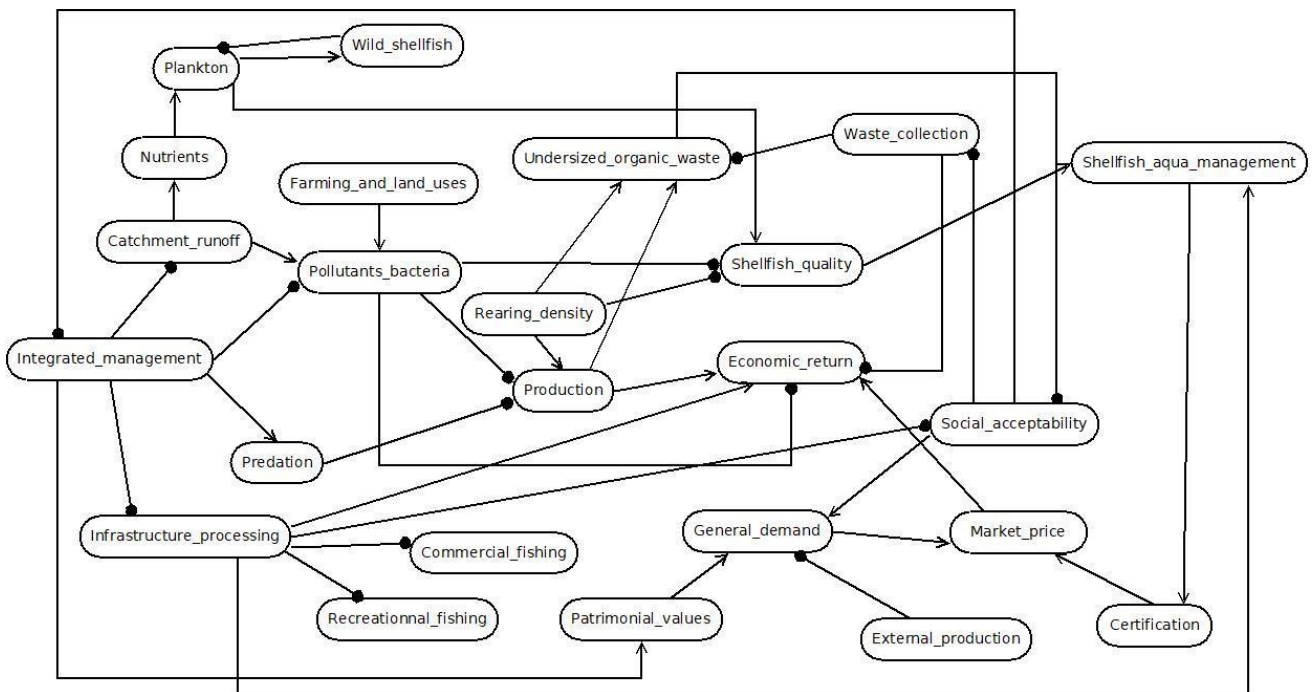 Wild_shellfish
Plankton
Waste_collection
Nutrients
Undersized_organic_waste
Shellfish_aqua_management
Farming_and_land_uses
Catchment_runoff
Pollutants_bacteria
Shellfish_quality
Rearing_density
Integrated_management
Economic_return
Production
Social_acceptability
Predation
Infrastructure_processing
General_demand
Market_price
Commercial_fishing
Recreationnal_fishing
Patrimonial_values
External_production
Certification